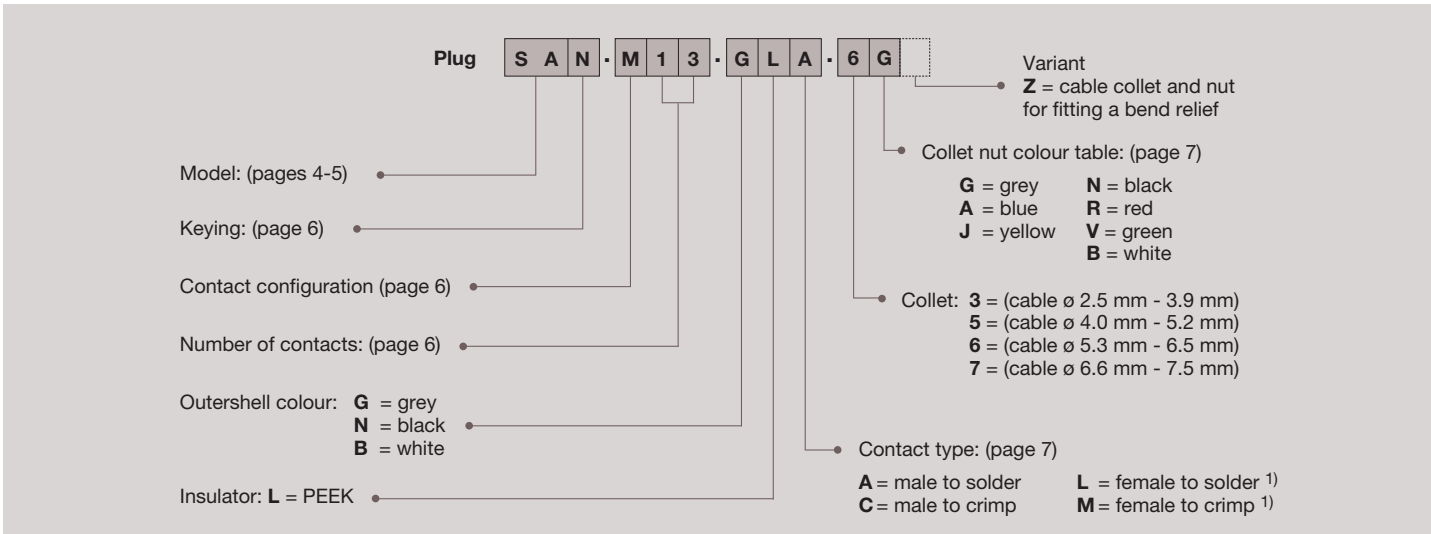 Plug S A N · M 1 3 · G L A · 6 G
Variant
Z = cable collet and nut
for fitting a bend relief
Collet nut colour table: (page 7)
G = grey N = black
A = blue R = red
J = yellow V = green
B = white
Model: (pages 4-5)
Keying: (page 6)
Contact configuration (page 6)
Collet: 3 = (cable ø 2.5 mm - 3.9 mm)
5 = (cable ø 4.0 mm - 5.2 mm)
6 = (cable ø 5.3 mm - 6.5 mm)
7 = (cable ø 6.6 mm - 7.5 mm)
Number of contacts: (page 6)
Outershell colour: G = grey
N = black
B = white
Contact type: (page 7)
A = male to solder L = female to solder 1)
C = male to crimp M = female to crimp 1)
Insulator: L = PEEK